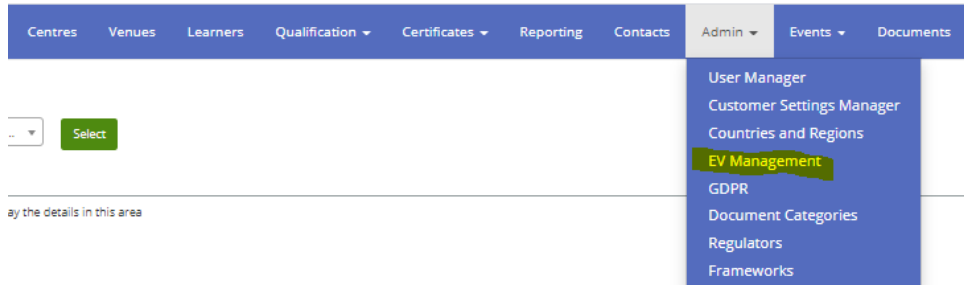 Centres Venues Learners Qualification Certificates Reporting Contacts Admin Events Documents
User Manager
Customer Settings Manager
Countries and Regions
.. Select
EV Management
GDPR
ay the details in this area
Document Categories
Regulators
Frameworks